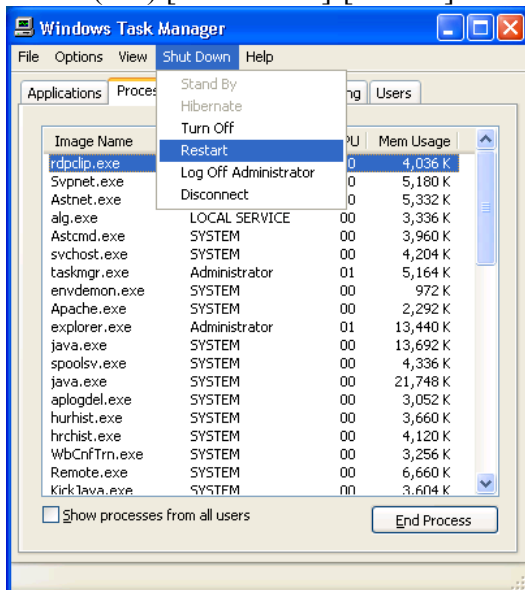 Windows Task Manager
File Options View Shut Down Help
Applications Proces ng Users
Stand By
Hibernate
Turn Off
Restart
Log Off Administrator
Disconnect
Image Name PU Mem Usage
rdpclip.exe 0 4,036 K
Svpnet.exe 0 5,180 K
Astnet.exe 0 5,332 K
alg.exe LOCAL SERVICE 00 3,336 K
Astcmd.exe SYSTEM 00 3,960 K
svchost.exe SYSTEM 00 4,204 K
taskmgr.exe Administrator 01 5,164 K
envdemon.exe SYSTEM 00 972 K
Apache.exe SYSTEM 00 2,292 K
explorer.exe Administrator 01 13,440 K
java.exe SYSTEM 00 13,692 K
spoolsv.exe SYSTEM 00 4,336 K
java.exe SYSTEM 00 21,748 K
aplogdel.exe SYSTEM 00 3,052 K
hurhist.exe SYSTEM 00 3,660 K
hrchist.exe SYSTEM 00 4,120 K
WbCnfTrn.exe SYSTEM 00 3,256 K
Remote.exe SYSTEM 00 6,660 K
KickJava.exe SYSTEM 00 3,604 K
Show processes from all users
End Process